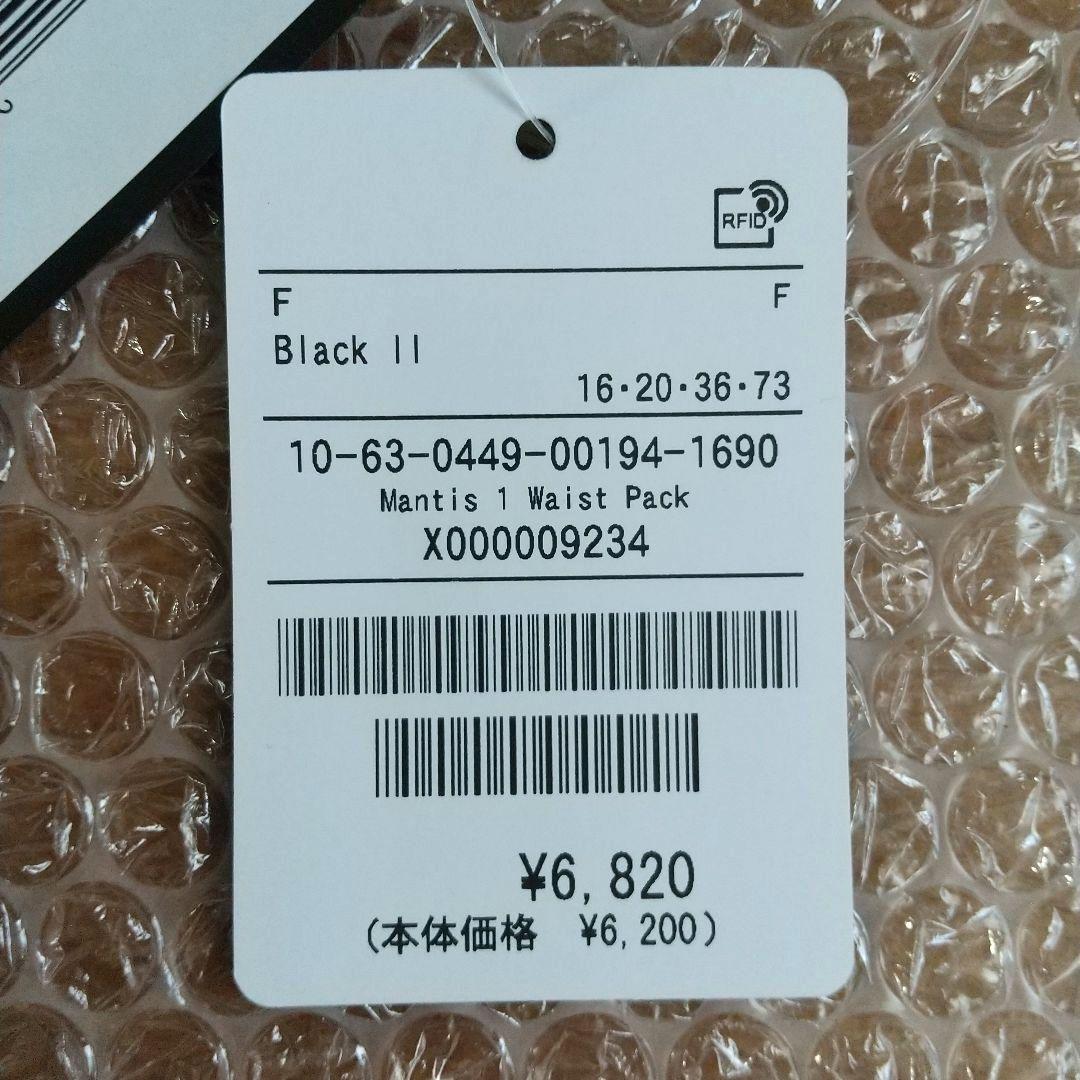 RFID
F F
Black II
16・20・36・73
10-63-0449-00194-1690
Mantis 1 Waist Pack
X000009234
¥6,820
(本体価格 ¥6,200)
2